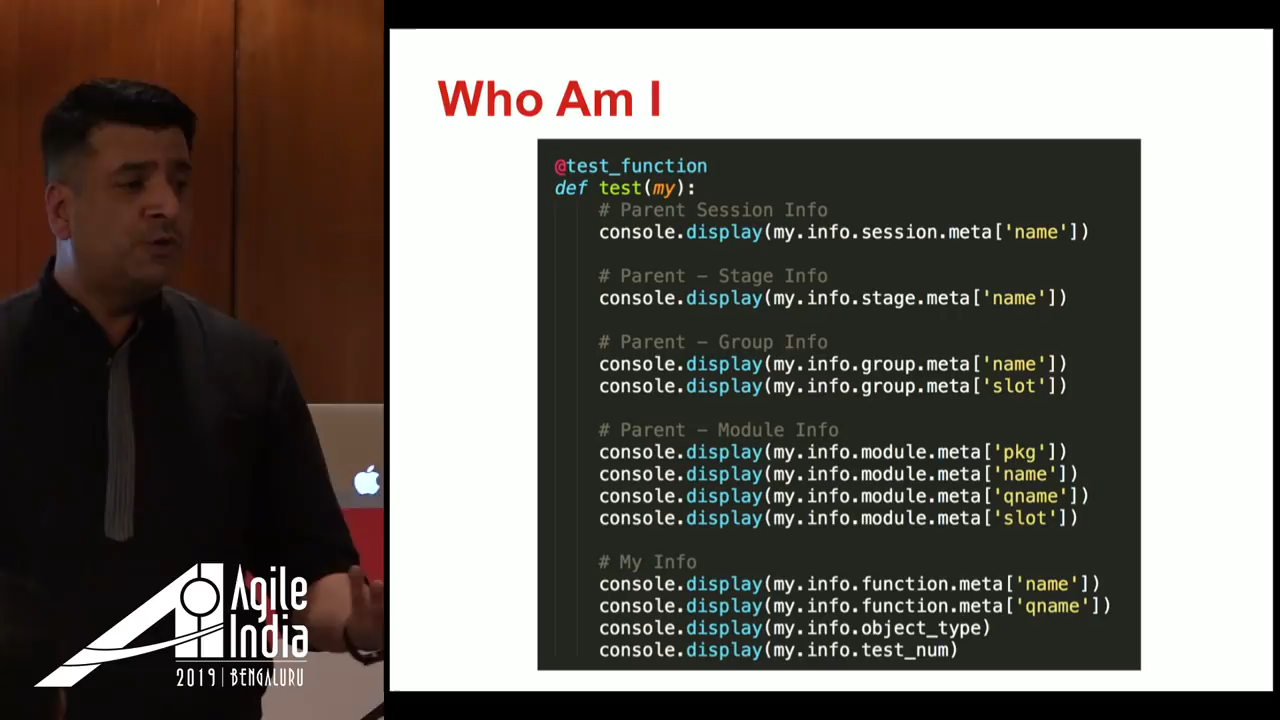 Who Am I
@test_function
def test(my):
# Parent Session Info
console.display(my.info.session.meta['name'])
# Parent – Stage Info
console.display(my.info.stage.meta['name'])
# Parent – Group Info
console.display(my.info.group.meta['name'])
console.display(my.info.group.meta['slot'])
# Parent – Module Info
console.display(my.info.module.meta['pkg')
console.display(my.info.module.meta['name'])
console.display(my.info.module.meta['qname'])
console.display(my.info.module.meta['slot'])
# My Info
console.display(my.info.function.meta['name'])
console.display(my.info.function.meta['qname'])
console.display(my.info.object_type)
console.display(my.info.test_num)
Agile
India
2019 | BENGALURU